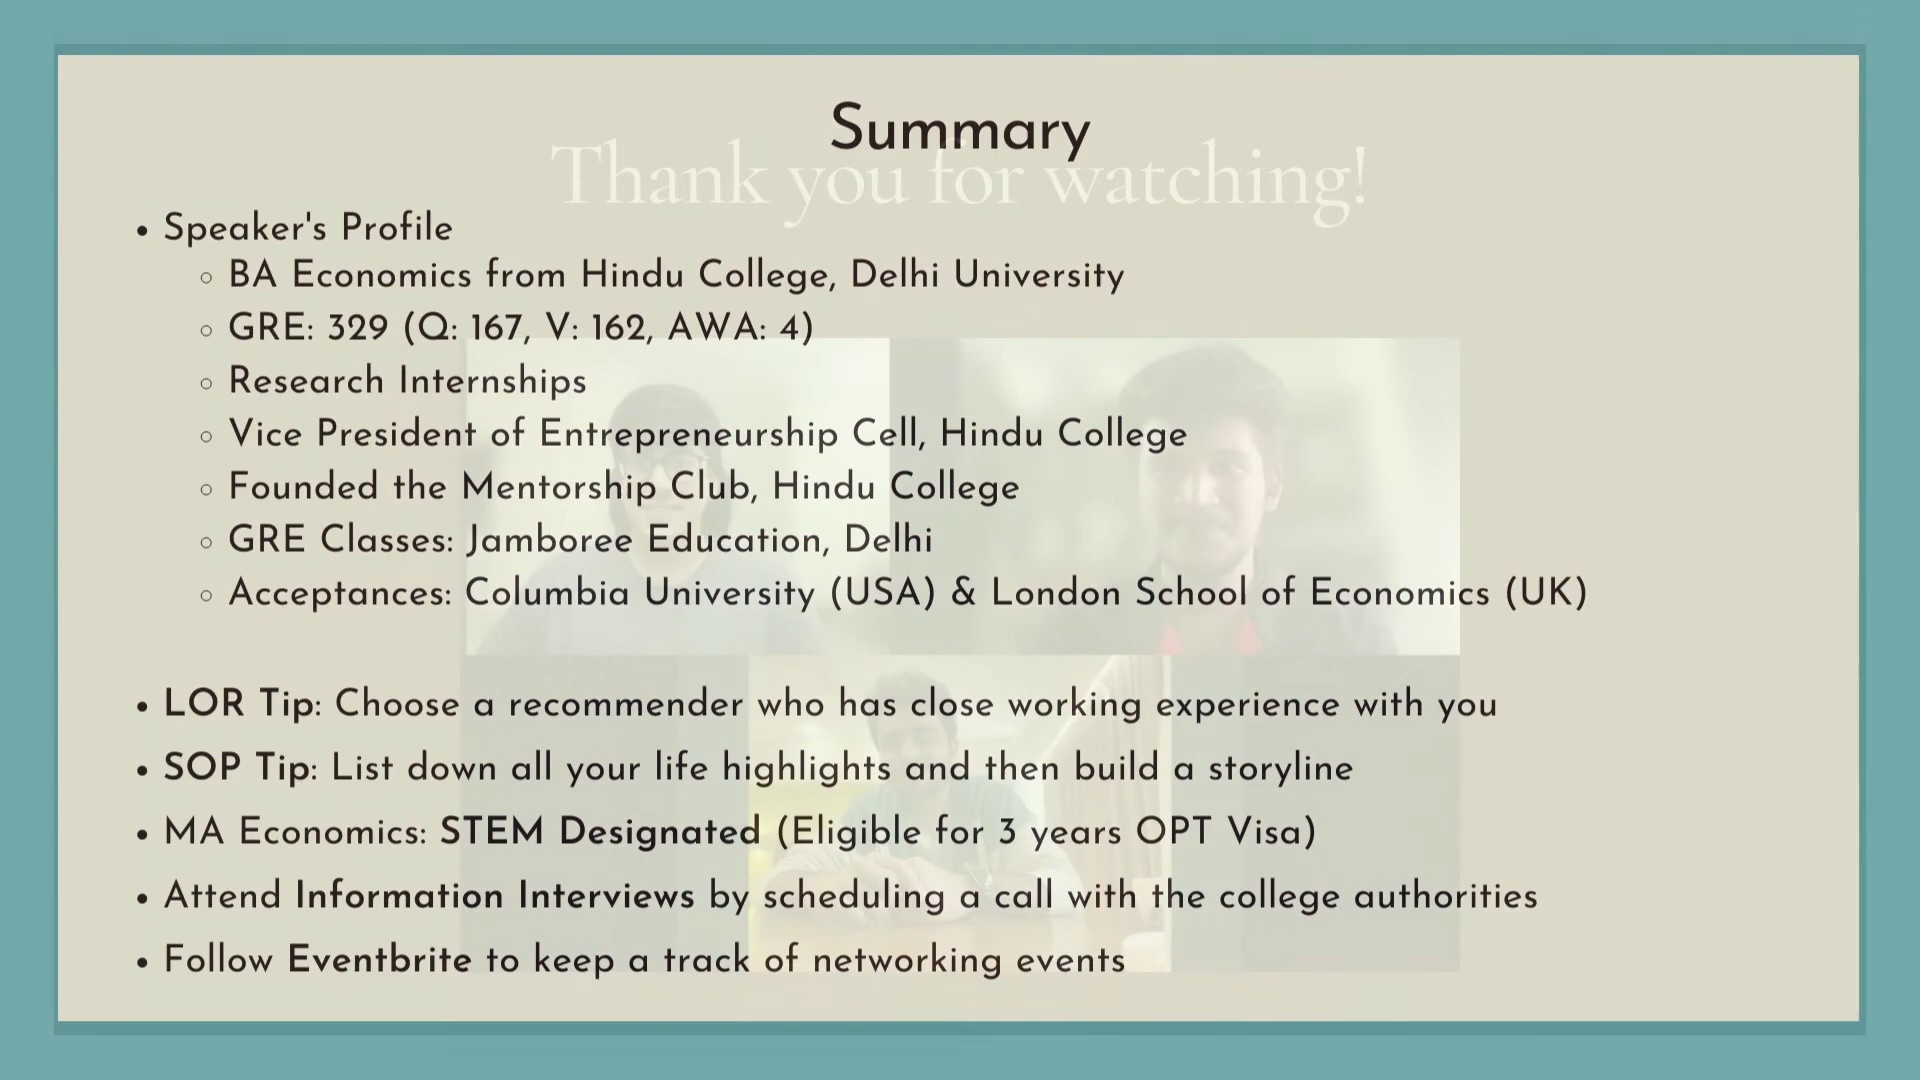 Summary
Thank you for watching!
• Speaker's Profile
◦ BA Economics from Hindu College, Delhi University
◦ GRE: 329 (Q: 167, V: 162, AWA: 4)
◦ Research Internships
◦ Vice President of Entrepreneurship Cell, Hindu College
◦ Founded the Mentorship Club, Hindu College
◦ GRE Classes: Jamboree Education, Delhi
◦ Acceptances: Columbia University (USA) & London School of Economics (UK)
• LOR Tip: Choose a recommender who has close working experience with you
• SOP Tip: List down all your life highlights and then build a storyline
• MA Economics: STEM Designated (Eligible for 3 years OPT Visa)
• Attend Information Interviews by scheduling a call with the college authorities
• Follow Eventbrite to keep a track of networking events